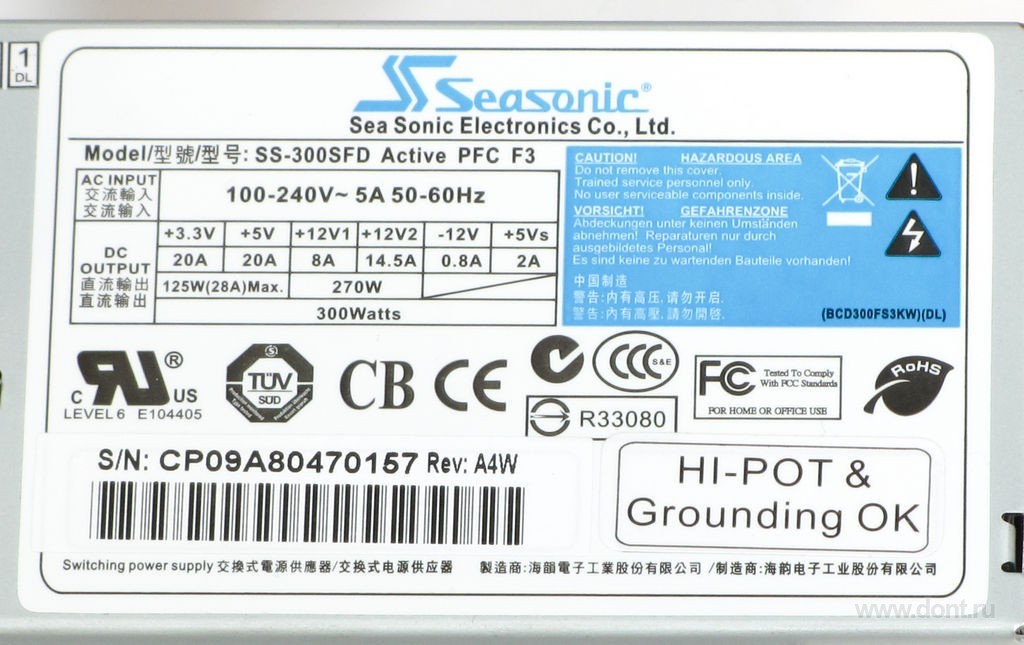 1
DL
Seasonic®
Sea Sonic Electronics Co., Ltd.
Model/型號/型号: SS-300SFD Active PFC F3
AC INPUT
交流輸入
交流输入
100-240V~ 5A 50-60Hz
DC
OUTPUT
直流輸出
直流输出
+3.3V +5V +12V1 +12V2 -12V +5Vs
20A 20A 8A 14.5A 0.8A 2A
125W(28A)Max. 270W
300Watts
CAUTION! HAZARDOUS AREA
Do not remove this cover.
Trained service personnel only.
No user serviceable components inside.
VORSICHT! GEFAHRENZONE
Abdeckungen unter keinen Umständen
abnehmen! Reparaturen nur durch
ausgebildetes Personal!
Es sind keine zu wartenden Bauteile vorhanden!
中国制造
警告:内有高压,请勿开启.
警告:內有高壓,請勿開啓.
(BCD300FS3KW)(DL)
c RU ® US
LEVEL 6 E104405
TÜV
SÜD
CB
CE
CCC S&E
R33080
FC
Tested To Comply
With FCC Standards
FOR HOME OR OFFICE USE
RoHS
S/N: CP09A80470157 Rev: A4W
HI-POT &
Grounding OK
Switching power supply 交換式電源供應器/交换式电源供应器 製造商:海韻電子工業股份有限公司 /制造商:海韵电子工业股份有限公司
www.dont.ru